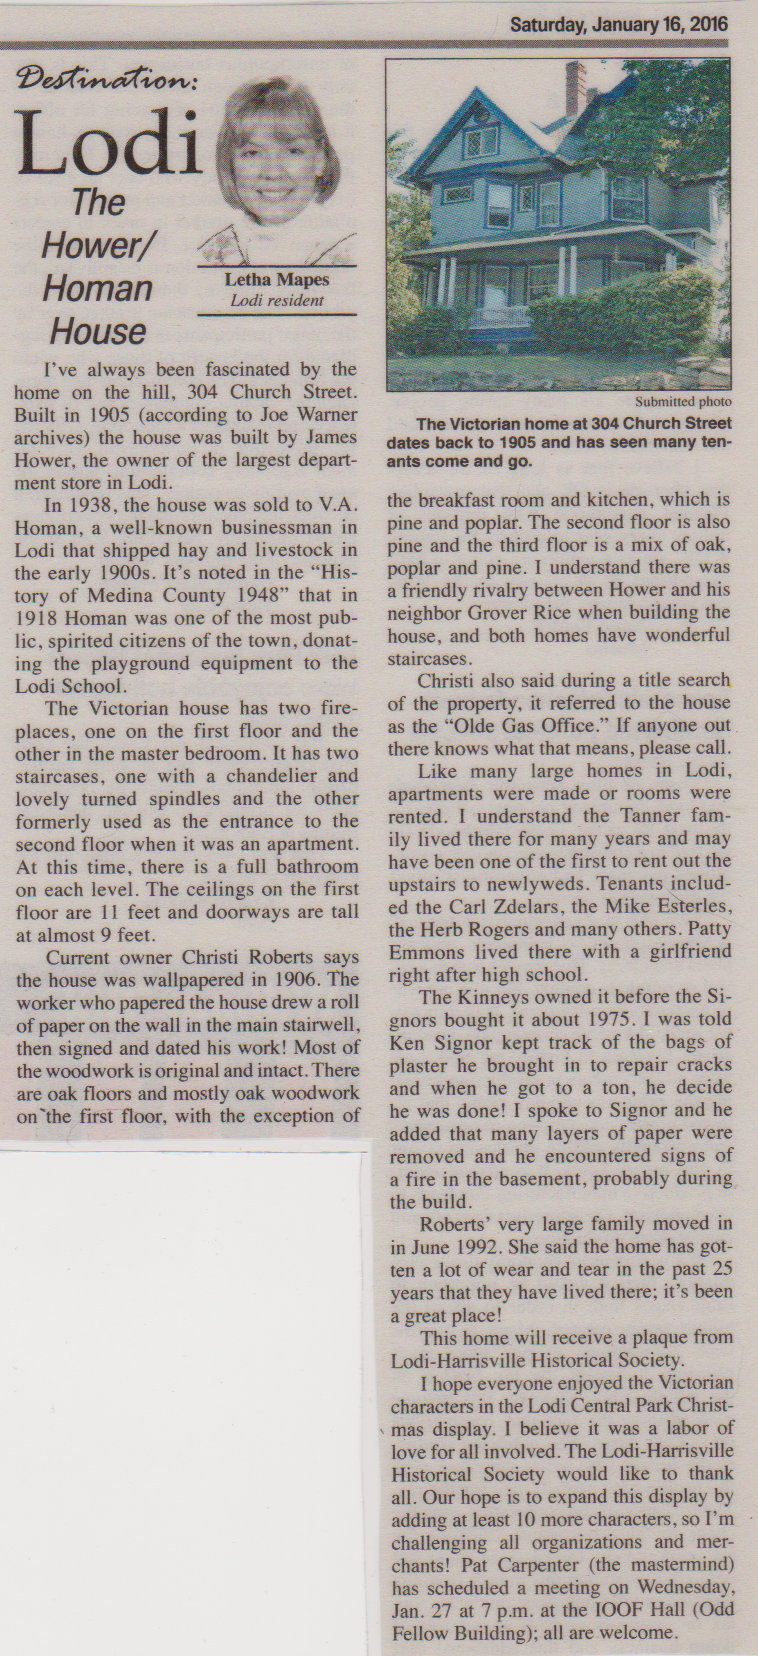 Saturday, January 16, 2016
Destination:
Lodi
The
Hower/
Homan
House
Letha Mapes
Lodi resident
I've always been fascinated by the
home on the hill, 304 Church Street.
Built in 1905 (according to Joe Warner
archives) the house was built by James
Hower, the owner of the largest depart-
ment store in Lodi.
In 1938, the house was sold to V.A.
Homan, a well-known businessman in
Lodi that shipped hay and livestock in
the early 1900s. It's noted in the "His-
tory of Medina County 1948" that in
1918 Homan was one of the most pub-
lic, spirited citizens of the town, donat-
ing the playground equipment to the
Lodi School.
The Victorian house has two fire-
places, one on the first floor and the
other in the master bedroom. It has two
staircases, one with a chandelier and
lovely turned spindles and the other
formerly used as the entrance to the
second floor when it was an apartment.
At this time, there is a full bathroom
on each level. The ceilings on the first
floor are 11 feet and doorways are tall
at almost 9 feet.
Current owner Christi Roberts says
the house was wallpapered in 1906. The
worker who papered the house drew a roll
of paper on the wall in the main stairwell,
then signed and dated his work! Most of
the woodwork is original and intact. There
are oak floors and mostly oak woodwork
on the first floor, with the exception of
Submitted photo
The Victorian home at 304 Church Street
dates back to 1905 and has seen many ten-
ants come and go.
the breakfast room and kitchen, which is
pine and poplar. The second floor is also
pine and the third floor is a mix of oak,
poplar and pine. I understand there was
a friendly rivalry between Hower and his
neighbor Grover Rice when building the
house, and both homes have wonderful
staircases.
Christi also said during a title search
of the property, it referred to the house
as the "Olde Gas Office." If anyone out
there knows what that means, please call.
Like many large homes in Lodi,
apartments were made or rooms were
rented. I understand the Tanner fam-
ily lived there for many years and may
have been one of the first to rent out the
upstairs to newlyweds. Tenants includ-
ed the Carl Zdelars, the Mike Esterles,
the Herb Rogers and many others. Patty
Emmons lived there with a girlfriend
right after high school.
The Kinneys owned it before the Si-
gnors bought it about 1975. I was told
Ken Signor kept track of the bags of
plaster he brought in to repair cracks
and when he got to a ton, he decide
he was done! I spoke to Signor and he
added that many layers of paper were
removed and he encountered signs of
a fire in the basement, probably during
the build.
Roberts' very large family moved in
in June 1992. She said the home has got-
ten a lot of wear and tear in the past 25
years that they have lived there; it's been
a great place!
This home will receive a plaque from
Lodi-Harrisville Historical Society.
I hope everyone enjoyed the Victorian
characters in the Lodi Central Park Christ-
mas display. I believe it was a labor of
love for all involved. The Lodi-Harrisville
Historical Society would like to thank
all. Our hope is to expand this display by
adding at least 10 more characters, so I'm
challenging all organizations and mer-
chants! Pat Carpenter (the mastermind)
has scheduled a meeting on Wednesday,
Jan. 27 at 7 p.m. at the IOOF Hall (Odd
Fellow Building); all are welcome.